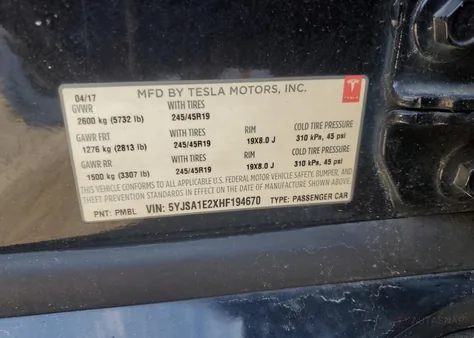 04/17 MFD BY TESLA MOTORS, INC.
GVWR WITH TIRES
2600 kg (5732 lb) 245/45R19
GAWR FRT WITH TIRES RIM COLD TIRE PRESSURE
1276 kg (2813 lb) 245/45R19 19X8.0 J 310 kPa, 45 psi
GAWR RR WITH TIRES RIM COLD TIRE PRESSURE
1500 kg (3307 lb) 245/45R19 19X8.0 J 310 kPa, 45 psi
THIS VEHICLE CONFORMS TO ALL APPLICABLE FEDERAL MOTOR VEHICLE SAFETY, BUMPER, AND
THEFT PREVENTION STANDARDS IN EFFECT ON THE DATE OF MANUFACTURE SHOWN ABOVE.
PNT: PMBL VIN: 5YJSA1E2XHF194670 TYPE: PASSENGER CAR